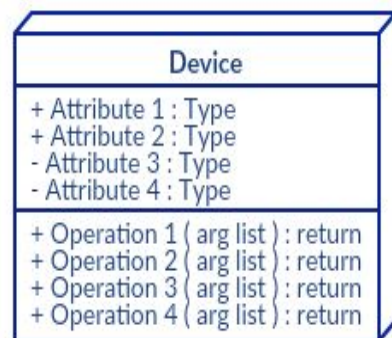 Device
+ Attribute 1 : Type
+ Attribute 2 : Type
- Attribute 3 : Type
- Attribute 4 : Type
+ Operation 1 ( arg list ) : return
+ Operation 2 ( arg list ) : return
+ Operation 3 ( arg list ) : return
+ Operation 4 ( arg list ) : return